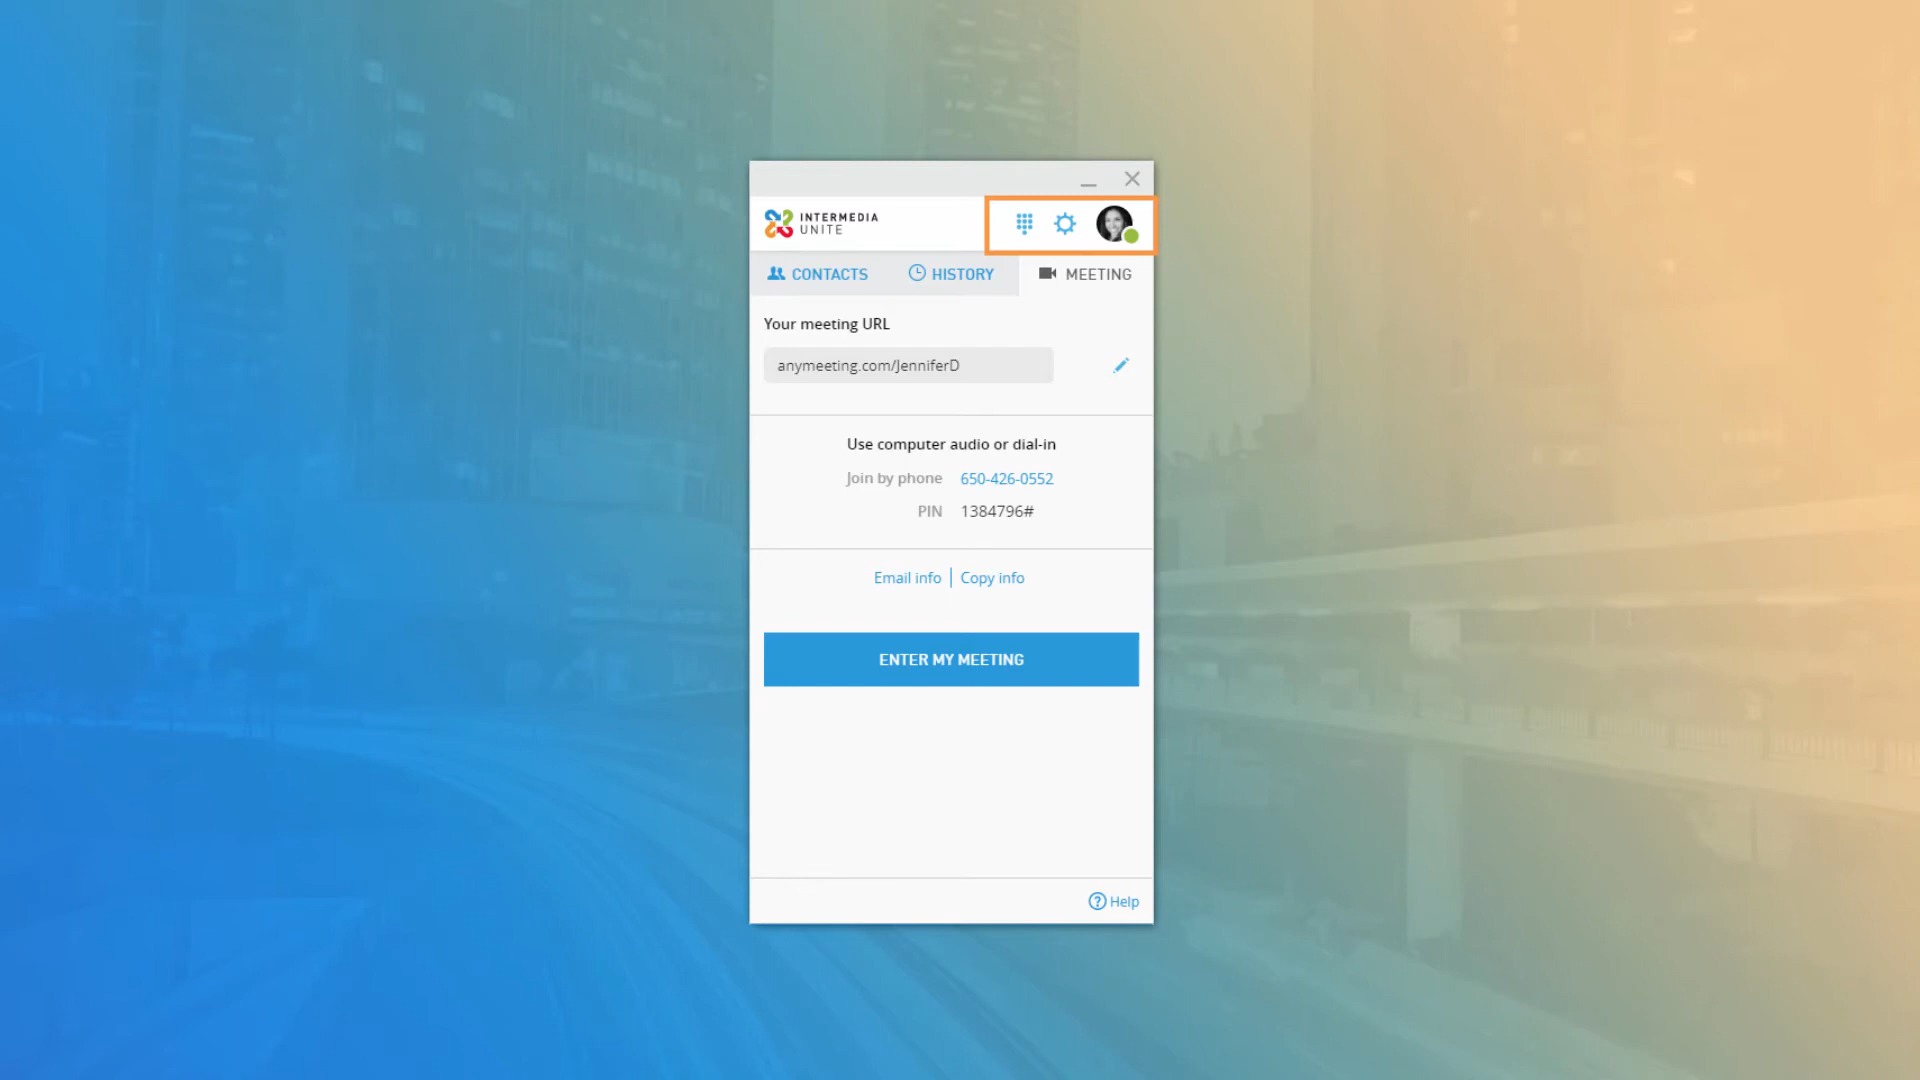 INTERMEDIA
UNITE
CONTACTS HISTORY MEETING
Your meeting URL
anymeeting.com/JenniferD
Use computer audio or dial-in
Join by phone 650-426-0552
PIN 1384796#
Email info | Copy info
ENTER MY MEETING
? Help